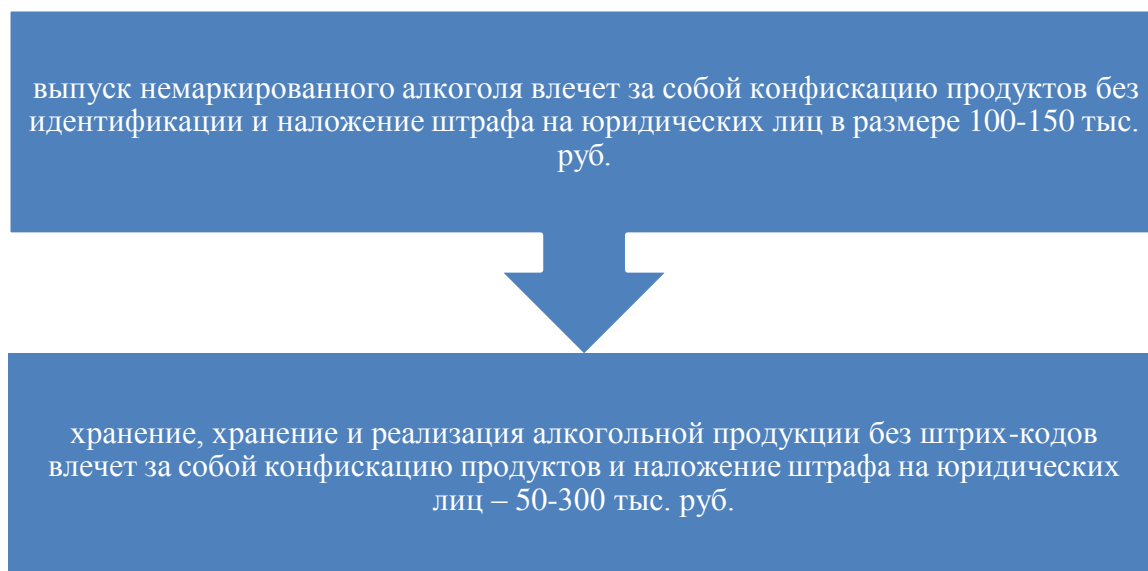 выпуск немаркированного алкоголя влечет за собой конфискацию продуктов без
идентификации и наложение штрафа на юридических лиц в размере 100-150 тыс.
руб.
хранение, хранение и реализация алкогольной продукции без штрих-кодов
влечет за собой конфискацию продуктов и наложение штрафа на юридических
лиц – 50-300 тыс. руб.